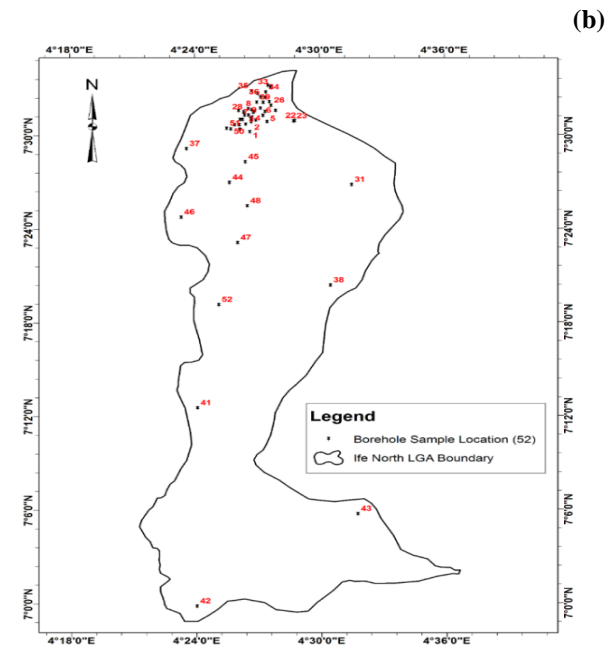 (b)
4°18'0"E 4°24'0"E 4°30'0"E 4°36'0"E
N
33
35 34
36
8 26
28
22 23
5
2
1
50
7°30'0"N 7°30'0"N
37
45
44 31
48
46
7°24'0"N 7°24'0"N
47
38
52
7°18'0"N 7°18'0"N
41
7°12'0"N 7°12'0"N
Legend
Borehole Sample Location (52)
Ife North LGA Boundary
43
7°6'0"N 7°6'0"N
42
7°0'0"N 7°0'0"N
4°18'0"E 4°24'0"E 4°30'0"E 4°36'0"E